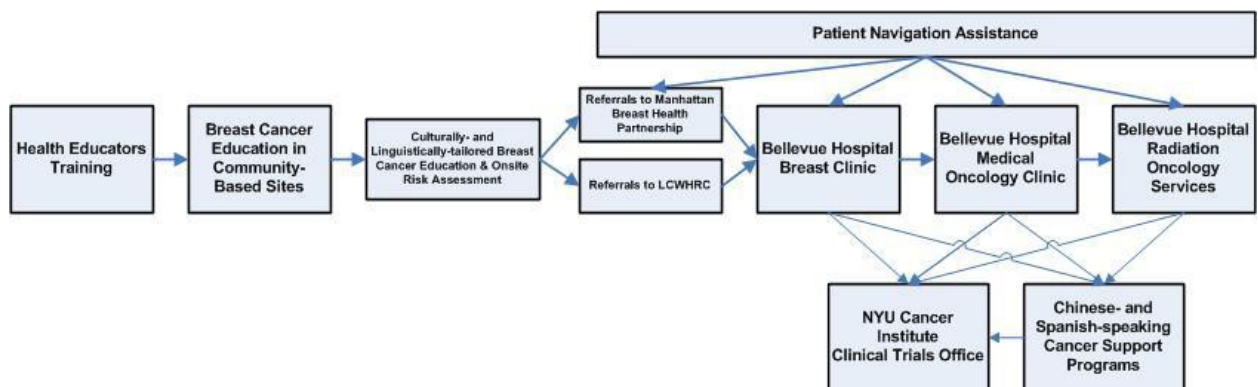 Patient Navigation Assistance
Health Educators
Training
Breast Cancer
Education in
Community-
Based Sites
Culturally- and
Linguistically-tailored Breast
Cancer Education & Onsite
Risk Assessment
Referrals to Manhattan
Breast Health
Partnership
Referrals to LCWHRC
Bellevue Hospital
Breast Clinic
Bellevue Hospital
Medical
Oncology Clinic
Bellevue Hospital
Radiation
Oncology
Services
NYU Cancer
Institute
Clinical Trials Office
Chinese- and
Spanish-speaking
Cancer Support
Programs